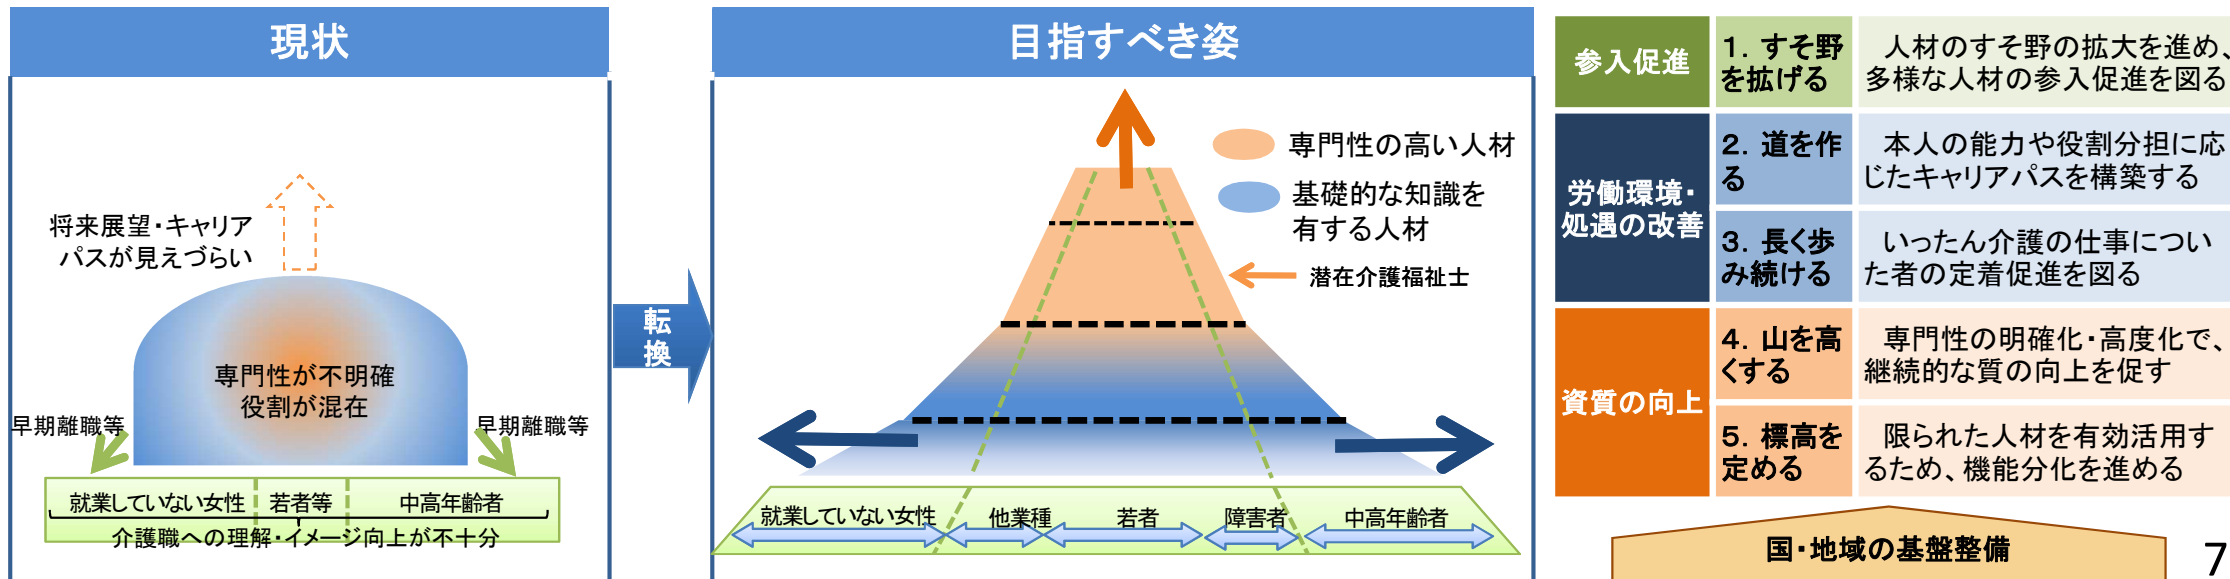 現状
将来展望・キャリア
パスが見えづらい
専門性が不明確
役割が混在
早期離職等
早期離職等
就業していない女性
若者等
中高年齢者
介護職への理解・イメージ向上が不十分
転
換
目指すべき姿
専門性の高い人材
基礎的な知識を
有する人材
潜在介護福祉士
就業していない女性
他業種
若者
障害者
中高年齢者
参入促進
１．すそ野
を拡げる
人材のすそ野の拡大を進め、
多様な人材の参入促進を図る
労働環境・
処遇の改善
２．道を作
る
本人の能力や役割分担に応
じたキャリアパスを構築する
３．長く歩
み続ける
いったん介護の仕事につい
た者の定着促進を図る
資質の向上
４．山を高
くする
専門性の明確化・高度化で、
継続的な質の向上を促す
５．標高を
定める
限られた人材を有効活用す
るため、機能分化を進める
国・地域の基盤整備
7